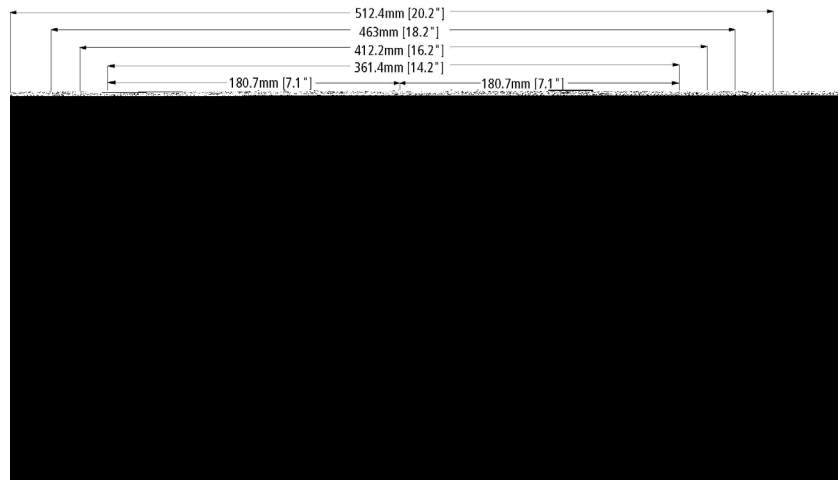 512.4mm [20.2"]
463mm [18.2"]
412.2mm [16.2"]
361.4mm [14.2"]
180.7mm [7.1"] 180.7mm [7.1"]